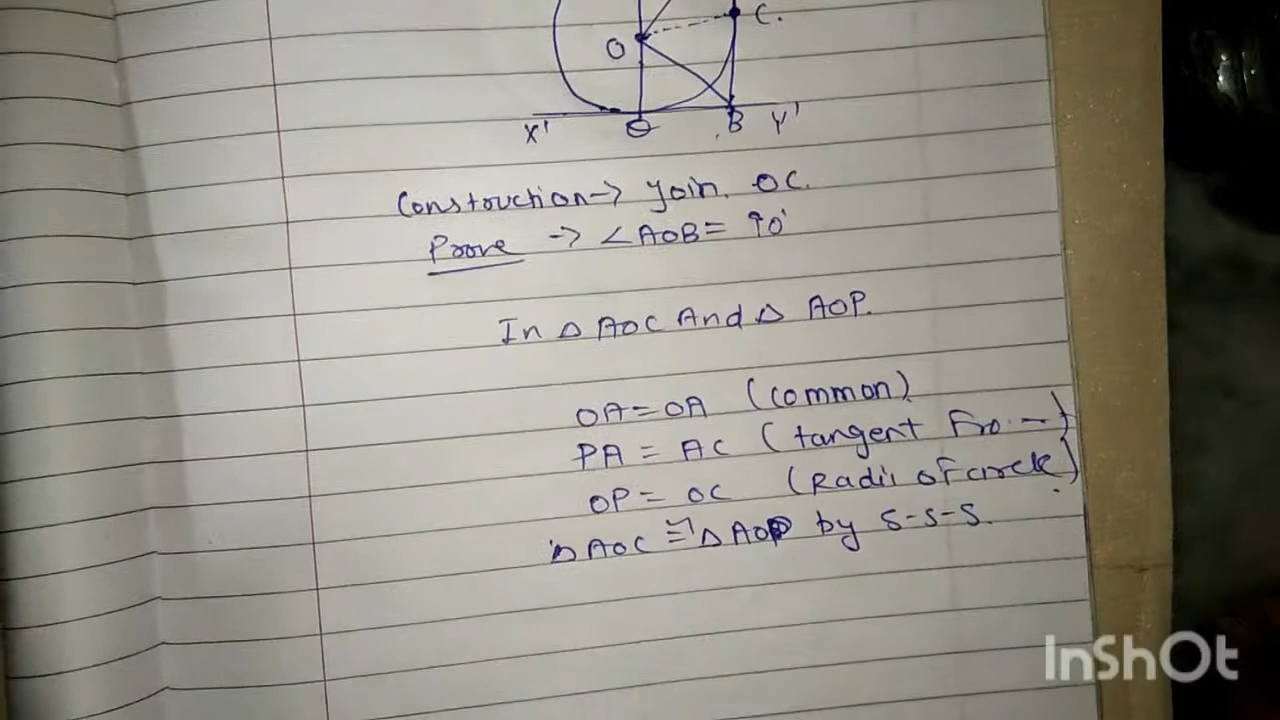 C.
O
X' Q B Y'
Construction → Join. OC.
Prove → ∠AOB = 90°
In △ AOC And △ AOP.
OA = OA (common)
PA = AC (tangent Fro. —)
OP = OC (Radii of circle)
△ AOC ≅ △ AOP by S-S-S.
InShOt